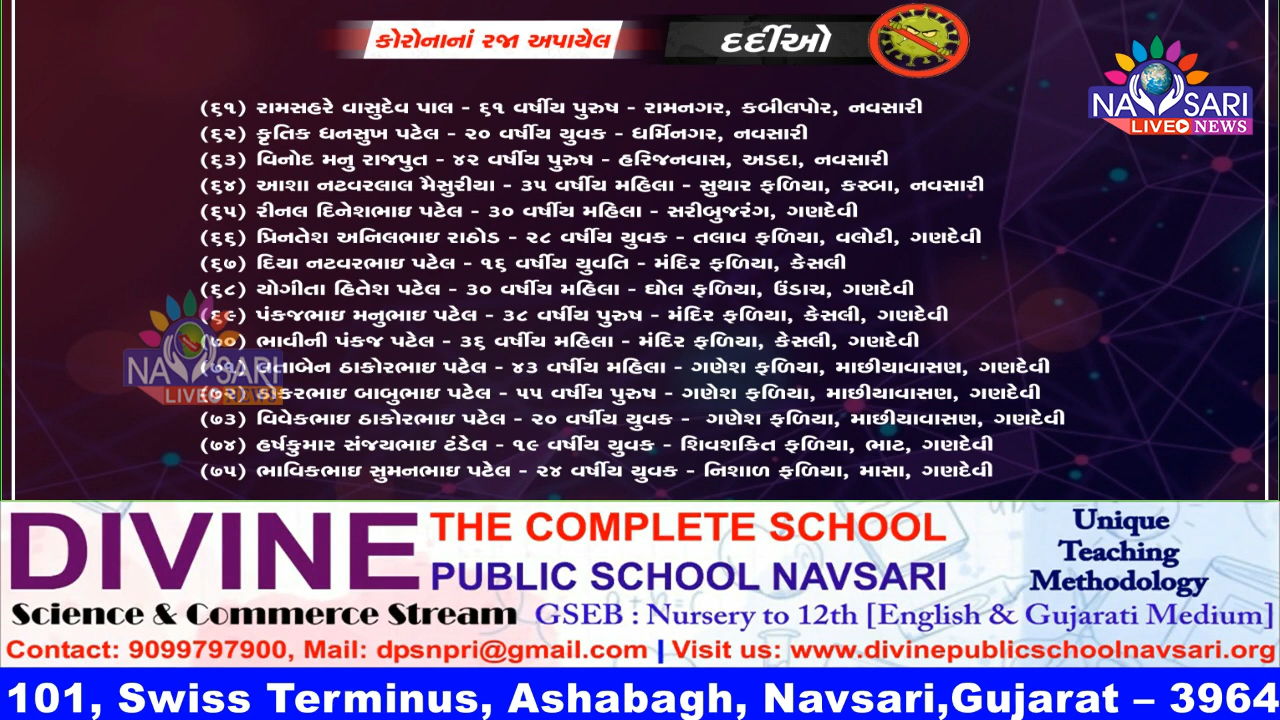 કોરોનાનાં રજા અપાયેલ દર્દીઓ
NAVSARI
LIVE NEWS
(૬૧) રામસહરે વાસુદેવ પાલ - ૬૧ વર્ષીય પુરુષ - રામનગર, કબીલપોર, નવસારી
(૬૨) કૃતિક ધનસુખ પટેલ - ૨૦ વર્ષીય યુવક - ધર્મિનગર, નવસારી
(૬૩) વિનોદ મનુ રાજપુત - ૪૨ વર્ષીય પુરુષ - હરિજનવાસ, અડદા, નવસારી
(૬૪) આશા નટવરલાલ મૈસુરીયા - ૩૫ વર્ષીય મહિલા - સુથાર ફળિયા, કસ્બા, નવસારી
(૬૫) રીનલ દિનેશભાઇ પટેલ - ૩૦ વર્ષીય મહિલા - સરીબુજરંગ, ગણદેવી
(૬૬) પ્રિનતેશ અનિલભાઇ રાઠોડ - ૨૮ વર્ષીય યુવક - તલાવ ફળિયા, વલોટી, ગણદેવી
(૬૭) દિયા નટવરભાઇ પટેલ - ૧૬ વર્ષીય યુવતિ - મંદિર ફળિયા, કેસલી
(૬૮) યોગીતા હિતેશ પટેલ - ૩૦ વર્ષીય મહિલા - ઘોલ ફળિયા, ઉંડાચ, ગણદેવી
(૬૯) પંકજભાઇ મનુભાઇ પટેલ - ૩૮ વર્ષીય પુરુષ - મંદિર ફળિયા, કેસલી, ગણદેવી
(૭૦) ભાવીની પંકજ પટેલ - ૩૬ વર્ષીય મહિલા - મંદિર ફળિયા, કેસલી, ગણદેવી
(૭૧) લતાબેન ઠાકોરભાઇ પટેલ - ૪૩ વર્ષીય મહિલા - ગણેશ ફળિયા, માછીયાવાસણ, ગણદેવી
(૭૨) ઠાકરભાઇ બાબુભાઇ પટેલ - ૫૫ વર્ષીય પુરુષ - ગણેશ ફળિયા, માછીયાવાસણ, ગણદેવી
(૭૩) વિવેકભાઇ ઠાકોરભાઇ પટેલ - ૨૦ વર્ષીય યુવક - ગણેશ ફળિયા, માછીયાવાસણ, ગણદેવી
(૭૪) હર્ષકુમાર સંજયભાઇ ટંડેલ - ૧૯ વર્ષીય યુવક - શિવશકિત ફળિયા, ભાટ, ગણદેવી
(૭૫) ભાવિકભાઇ સુમનભાઇ પટેલ - ૨૪ વર્ષીય યુવક - નિશાળ ફળિયા, માસા, ગણદેવી
NAVSARI
LIVE NEWS
DIVINE THE COMPLETE SCHOOL
PUBLIC SCHOOL NAVSARI
Unique
Teaching
Methodology
Science & Commerce Stream GSEB : Nursery to 12th [English & Gujarati Medium]
Contact: 9099797900, Mail: dpsnpri@gmail.com | Visit us: www.divinepublicschoolnavsari.org
101, Swiss Terminus, Ashabagh, Navsari,Gujarat – 3964